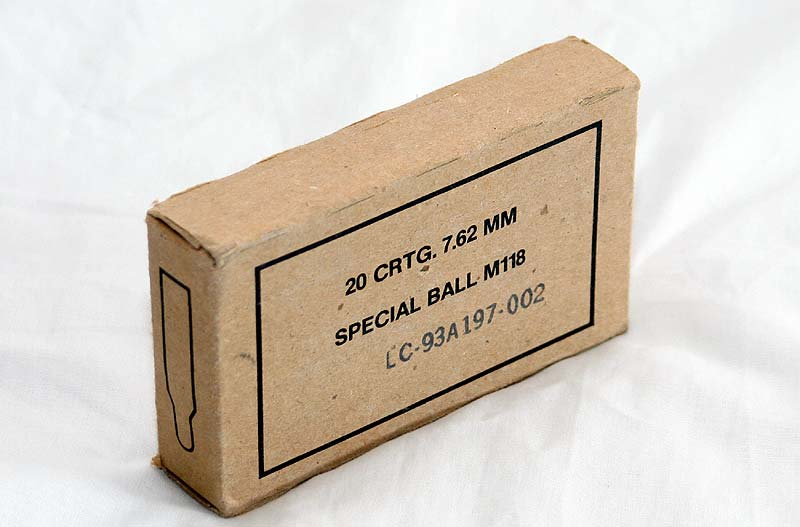 20 CRTG. 7.62 MM
SPECIAL BALL M118
LC-93A197-002